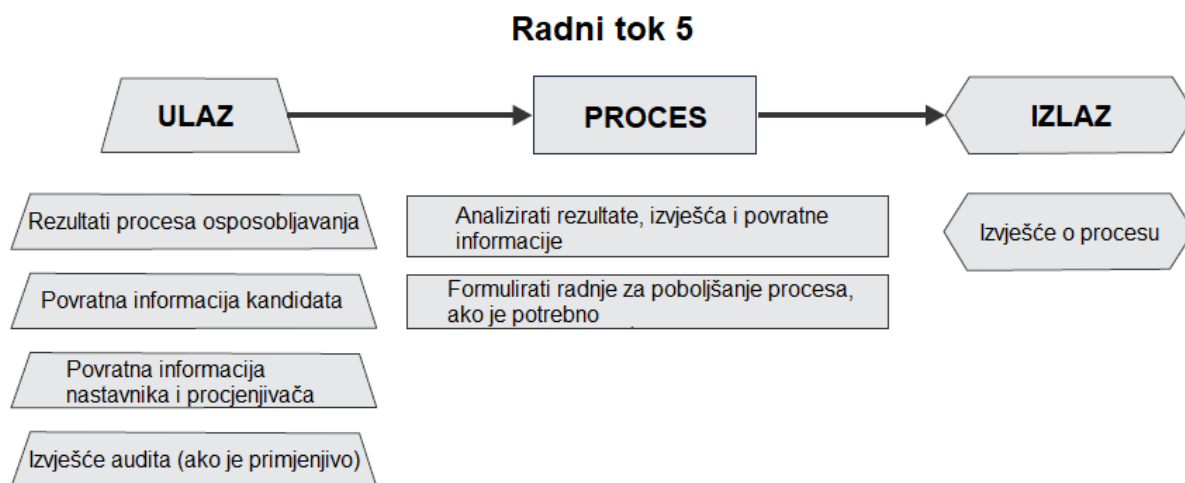 Radni tok 5
ULAZ
PROCES
IZLAZ
Rezultati procesa osposobljavanja
Povratna informacija kandidata
Povratna informacija
nastavnika i procjenjivača
Izvješće audita (ako je primjenjivo)
Analizirati rezultate, izvješća i povratne
informacije
Formulirati radnje za poboljšanje procesa,
ako je potrebno
Izvješće o procesu